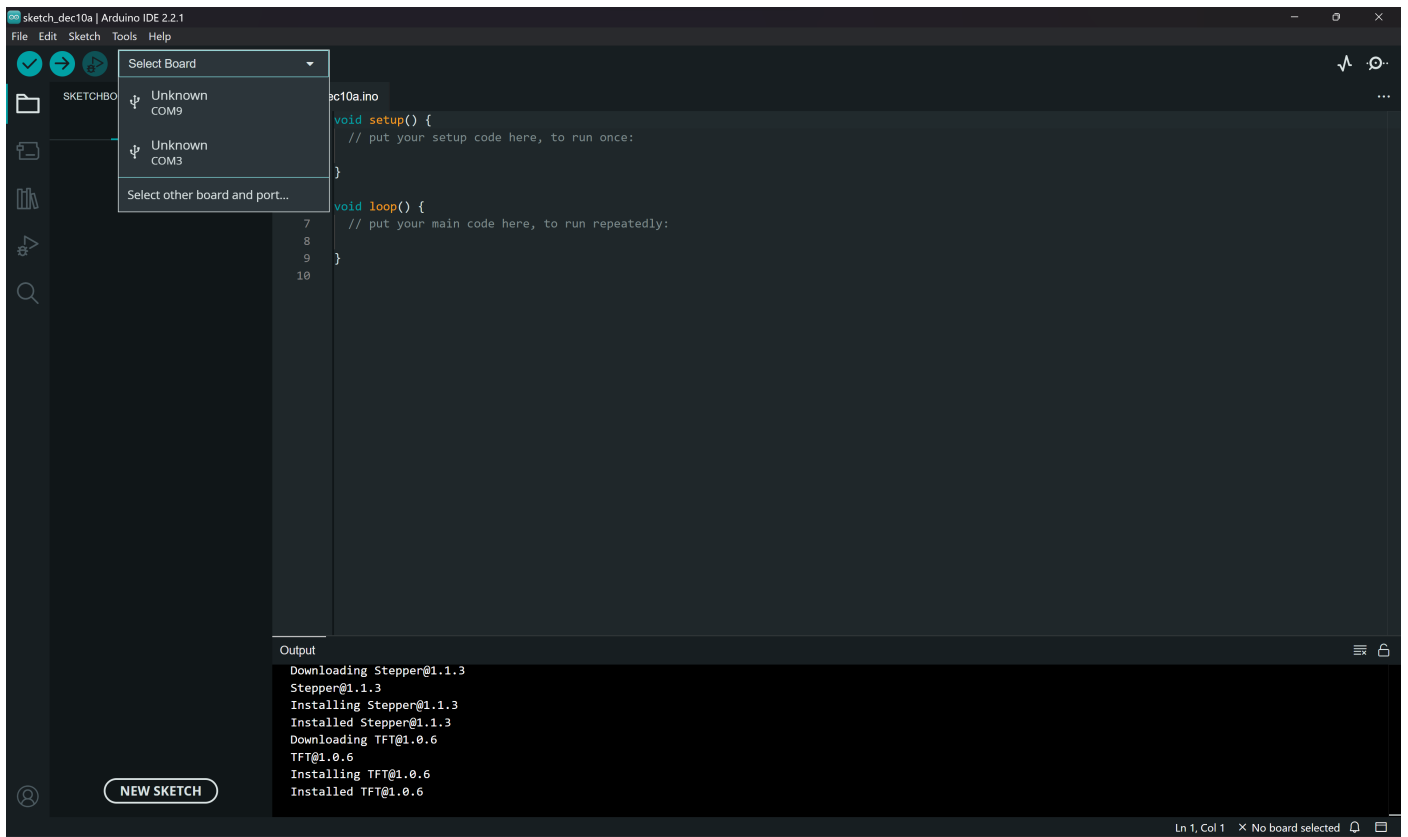 sketch_dec10a | Arduino IDE 2.2.1
File Edit Sketch Tools Help
Select Board
SKETCHBO
Unknown
COM9
Unknown
COM3
Select other board and port...
ec10a.ino
void setup() {
// put your setup code here, to run once:
}
void loop() {
7 // put your main code here, to run repeatedly:
8
9 }
10
Output
Downloading Stepper@1.1.3
Stepper@1.1.3
Installing Stepper@1.1.3
Installed Stepper@1.1.3
Downloading TFT@1.0.6
TFT@1.0.6
Installing TFT@1.0.6
Installed TFT@1.0.6
NEW SKETCH
Ln 1, Col 1 × No board selected